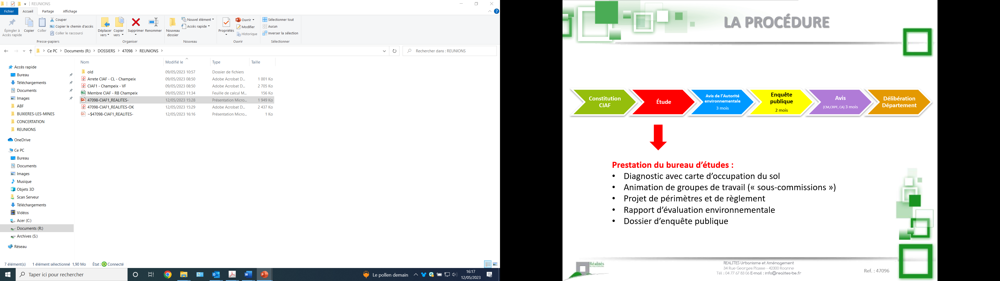 REUNIONS
Fichier Accueil Partage Affichage
Épingler à Accès rapide
Copier
Coller
Couper
Copier le chemin d'accès
Coller le raccourci
Presse-papiers
Déplacer vers
Copier vers
Supprimer
Renommer
Organiser
Nouveau dossier
Nouvel élément
Accès rapide
Nouveau
Propriétés
Ouvrir
Modifier
Historique
Ouvrir
Sélectionner tout
Aucun
Inverser la sélection
Sélectionner
Ce PC > Documents (R:) > DOSSIERS > 47098 > REUNIONS >
Rechercher dans : REUNIONS
Accès rapide
Bureau
Téléchargements
Documents
Images
ABF
BUXIERES-LES-MINES
CONCERTATION
REUNIONS
OneDrive
Ce PC
Bureau
Documents
Images
Musique
Objets 3D
Scan Serveur
Téléchargements
Vidéos
Acer (C:)
Documents (R:)
Archives (S:)
Réseau
Nom Modifié le Type Taille
old 09/05/2023 10:57 Dossier de fichiers
Arrete CIAF - CL - Champeix 09/05/2023 08:50 Adobe Acrobat D... 1 001 Ko
CIAF1 - Champeix - VF 09/05/2023 08:50 Adobe Acrobat D... 2 705 Ko
Membre CIAF - RB Champeix 09/05/2023 11:34 Feuille de calcul M... 156 Ko
47098-CIAF1_REALITES- 12/05/2023 15:28 Présentation Micro... 1 949 Ko
47098-CIAF1_REALITES-OK 12/05/2023 15:29 Adobe Acrobat D... 2 437 Ko
~$47098-CIAF1_REALITES- 12/05/2023 16:16 Présentation Micro... 1 Ko
7 élément(s) 1 élément sélectionné 1,90 Mo État : Connecté
Taper ici pour rechercher
Le pollen demain
16:17
12/05/2023
LA PROCÉDURE
Constitution
CIAF
Étude
Avis de l'Autorité
environnementale
3 mois
Enquête
publique
2 mois
Avis
(CM,CRPF, CA) 3 mois
Délibération
Département
Prestation du bureau d'études :
• Diagnostic avec carte d'occupation du sol
• Animation de groupes de travail (« sous-commissions »)
• Projet de périmètres et de règlement
• Rapport d'évaluation environnementale
• Dossier d'enquête publique
Réalités
Bureau d'études
REALITES Urbanisme et Aménagement
34 Rue Georges Plasse - 42300 Roanne
Tél : 04 77 67 83 06 E-mail : info@realites-be.fr
Ref. : 47096